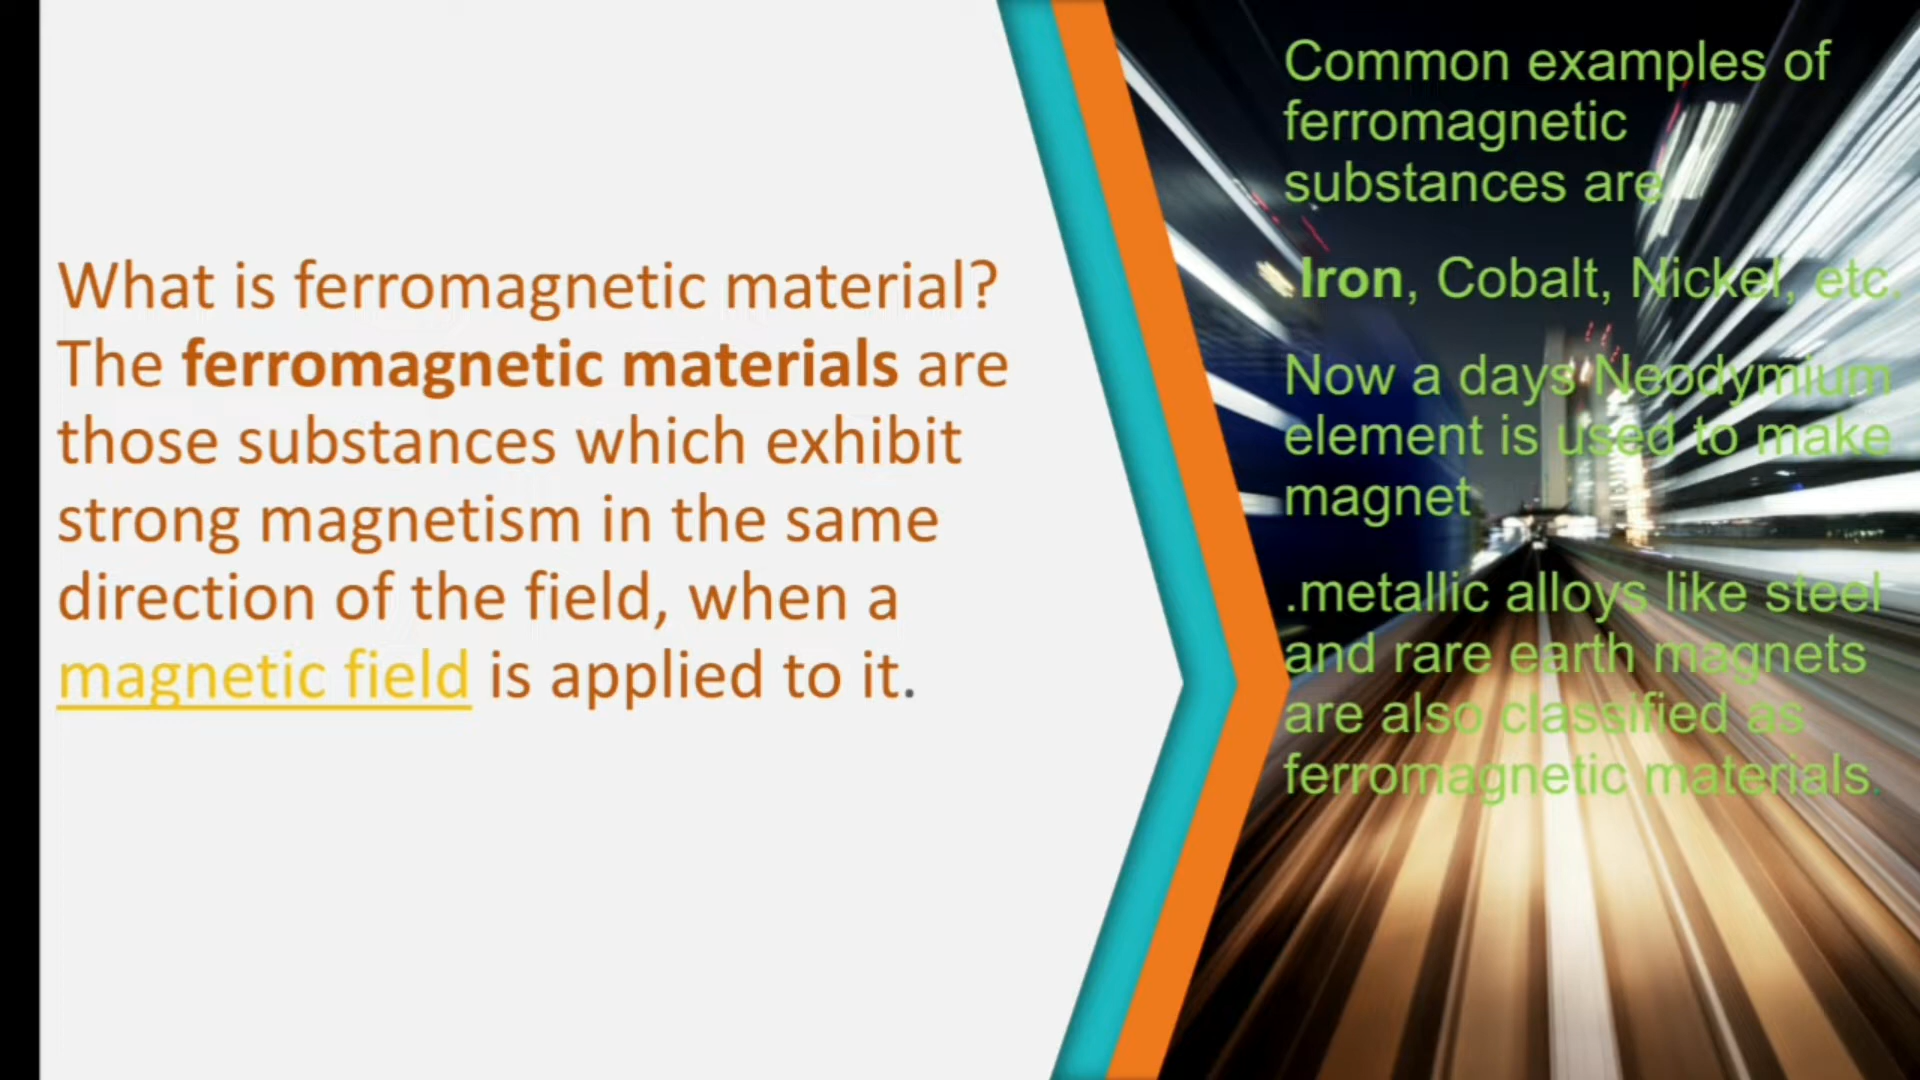 What is ferromagnetic material?
The ferromagnetic materials are
those substances which exhibit
strong magnetism in the same
direction of the field, when a
magnetic field is applied to it.
Common examples of
ferromagnetic
substances are
.Iron, Cobalt, Nickel, etc.
Now a days Neodymium
element is used to make
magnet
.metallic alloys like steel
and rare earth magnets
are also classified as
ferromagnetic materials.